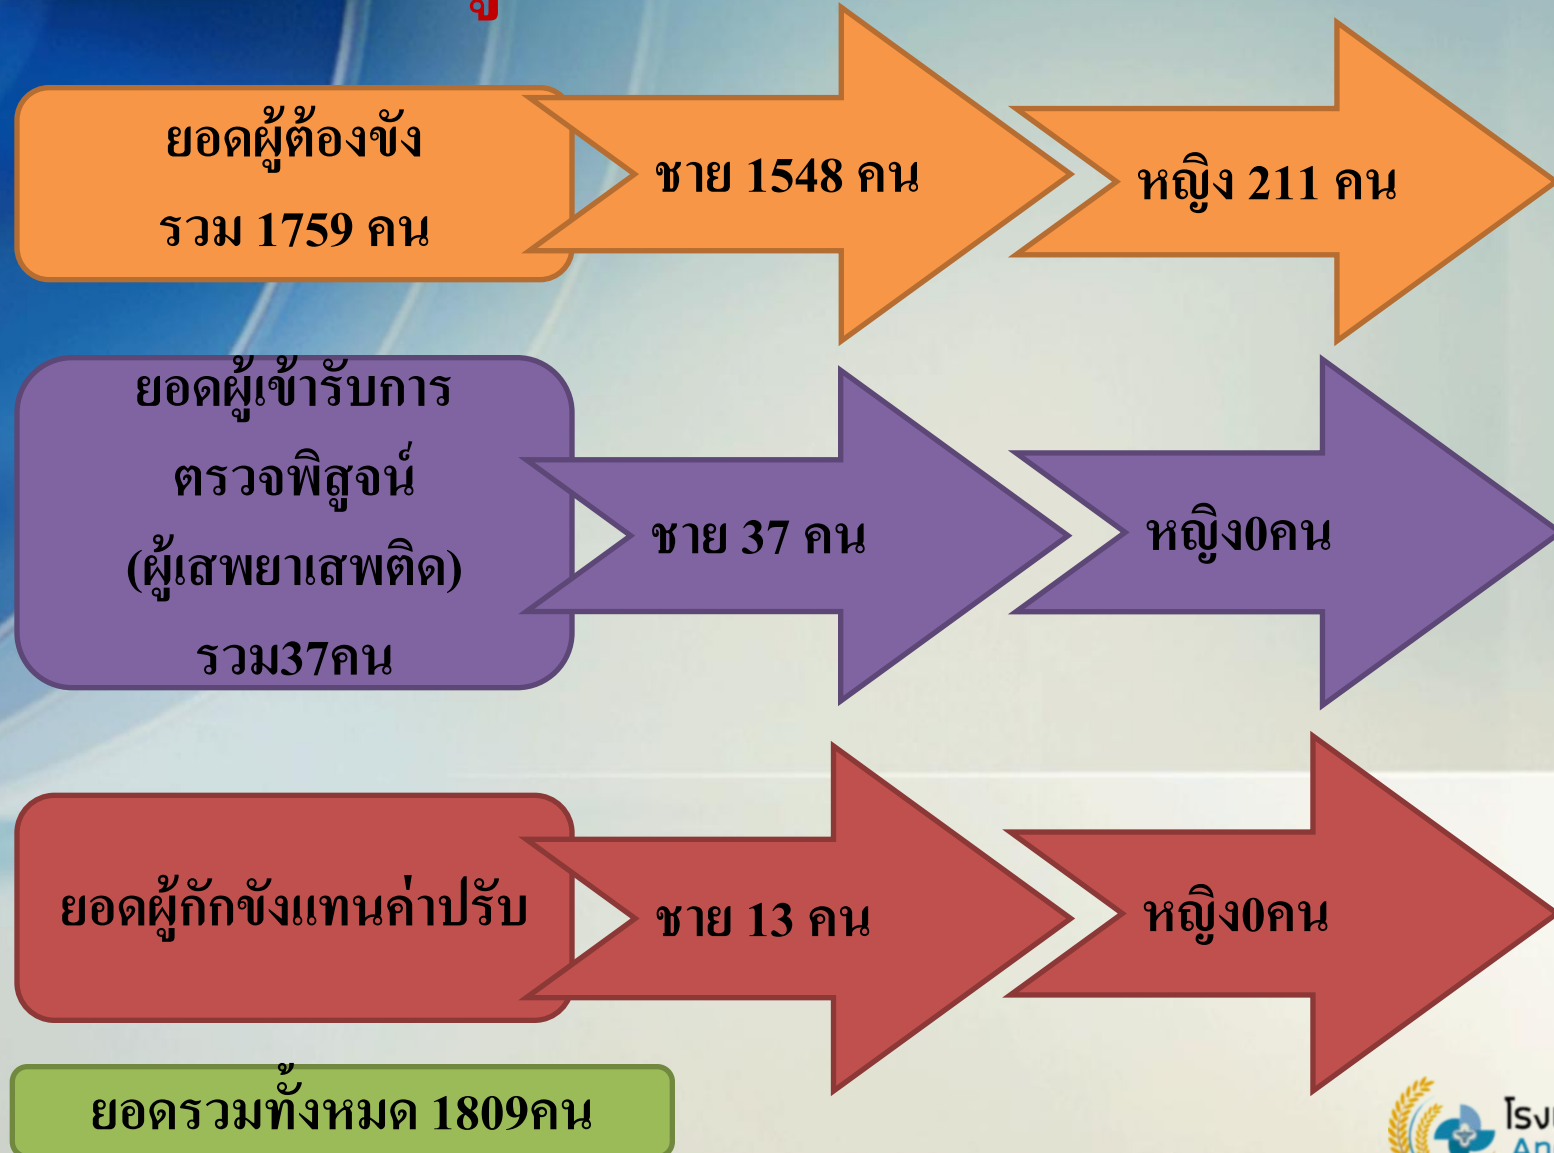 ยอดผู้ต้องขัง
รวม 1759 คน
ชาย 1548 คน
หญิง 211 คน
ยอดผู้เข้ารับการ
ตรวจพิสูจน์
(ผู้เสพยาเสพติด)
รวม37คน
ชาย 37 คน
หญิง0คน
ยอดผู้กักขังแทนค่าปรับ
ชาย 13 คน
หญิง0คน
ยอดรวมทั้งหมด 1809คน